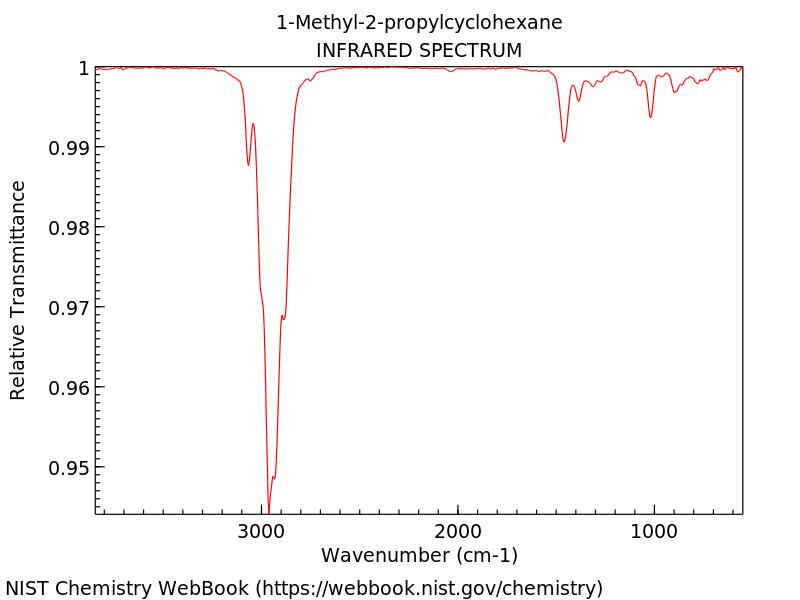 1-Methyl-2-propylcyclohexane
INFRARED SPECTRUM
1
0.99
0.98
0.97
0.96
0.95
Relative Transmittance
3000 2000 1000
Wavenumber (cm-1)
NIST Chemistry WebBook (https://webbook.nist.gov/chemistry)